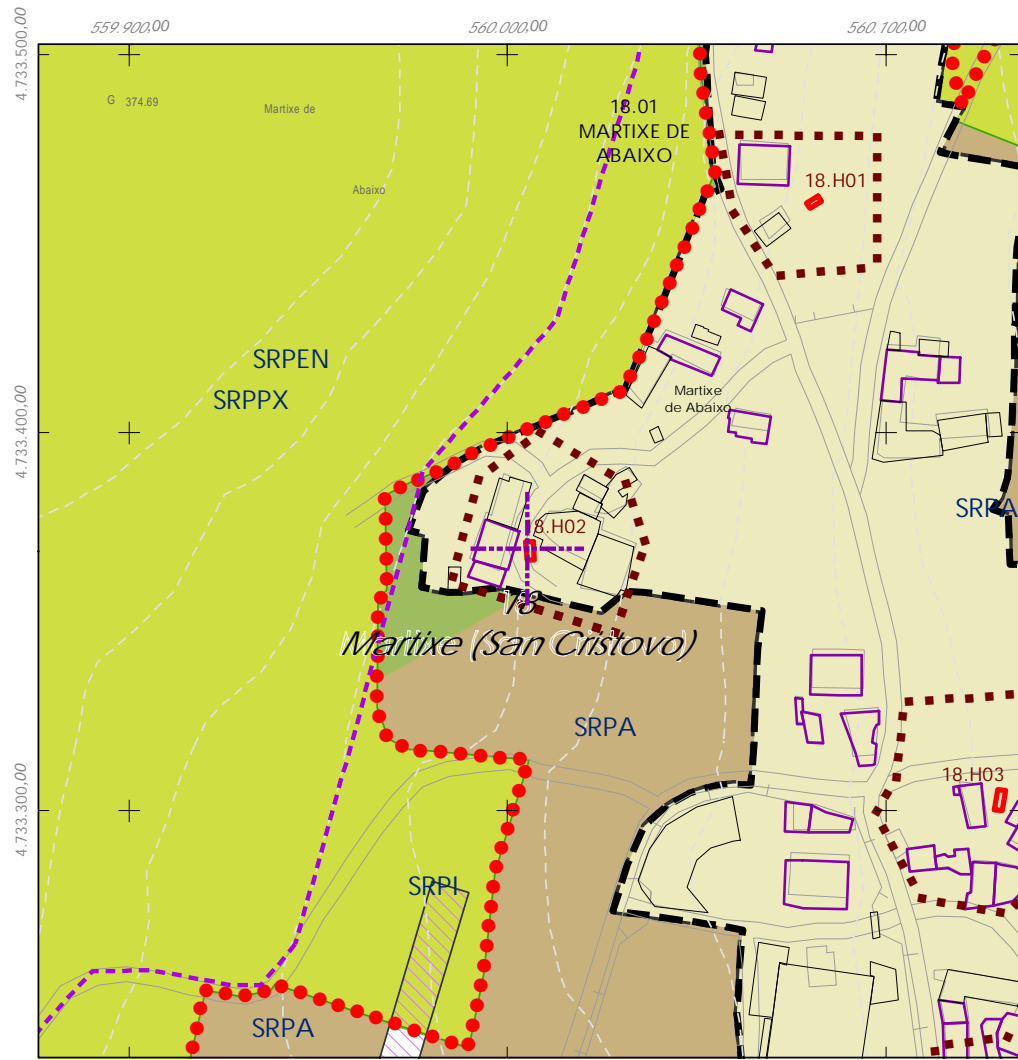 559.900,00
560.000,00
560.100,00
4.733.500,00
G 374.69
Martixe de
Abaixo
18.01
MARTIXE DE
ABAIXO
18.H01
SRPEN
SRPPX
Martixe
de Abaixo
4.733.400,00
8.H02
SRPA
18
Martixe (San Cristovo)
SRPA
18.H03
4.733.300,00
SRPI
SRPA